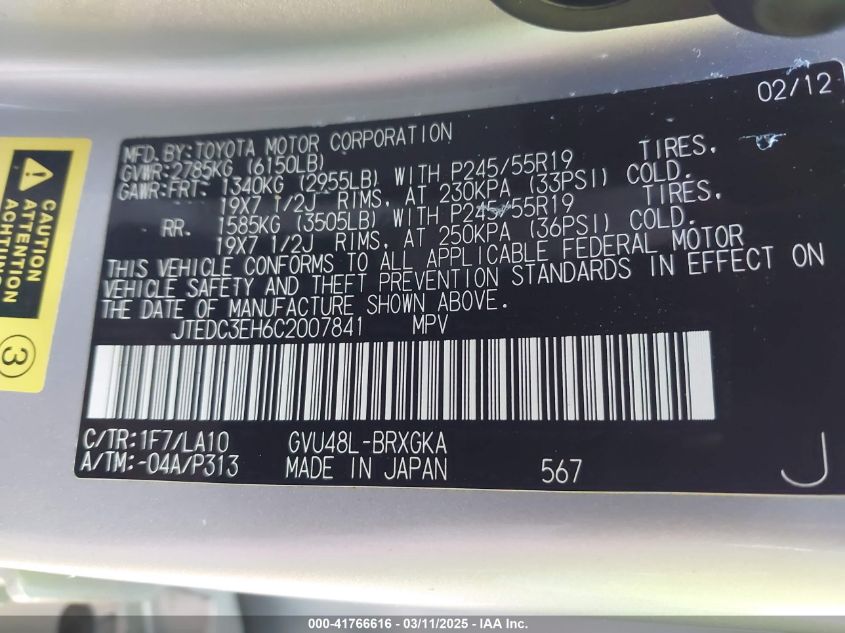 02/12
MFD.BY:TOYOTA MOTOR CORPORATION
GVWR:2785KG (6150LB)
GAWR:FRT: 1340KG (2955LB) WITH P245/55R19 TIRES,
19X7 1/2J RIMS, AT 230KPA (33PSI) COLD.
RR. 1585KG (3505LB) WITH P245/55R19 TIRES,
19X7 1/2J RIMS, AT 250KPA (36PSI) COLD.
THIS VEHICLE CONFORMS TO ALL APPLICABLE FEDERAL MOTOR
VEHICLE SAFETY AND THEFT PREVENTION STANDARDS IN EFFECT ON
THE DATE OF MANUFACTURE SHOWN ABOVE.
JTEDC3EH6C2007841 MPV
C/TR:1F7/LA10 GVU48L-BRXGKA
A/TM:-04A/P313 MADE IN JAPAN 567 J
CAUTION
ATTENTION
ACHTUNG
3
000-41766616 - 03/11/2025 - IAA Inc.